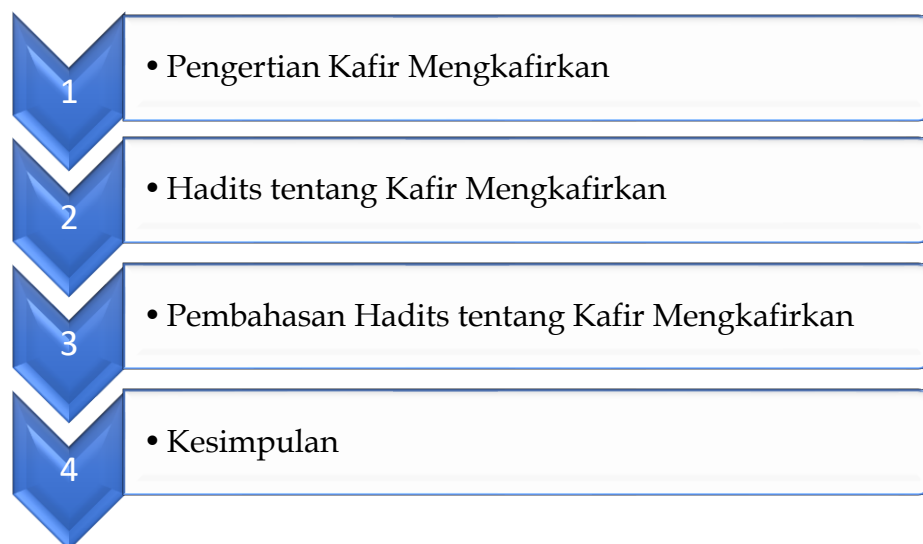 1
• Pengertian Kafir Mengkafirkan
2
• Hadits tentang Kafir Mengkafirkan
3
• Pembahasan Hadits tentang Kafir Mengkafirkan
4
• Kesimpulan